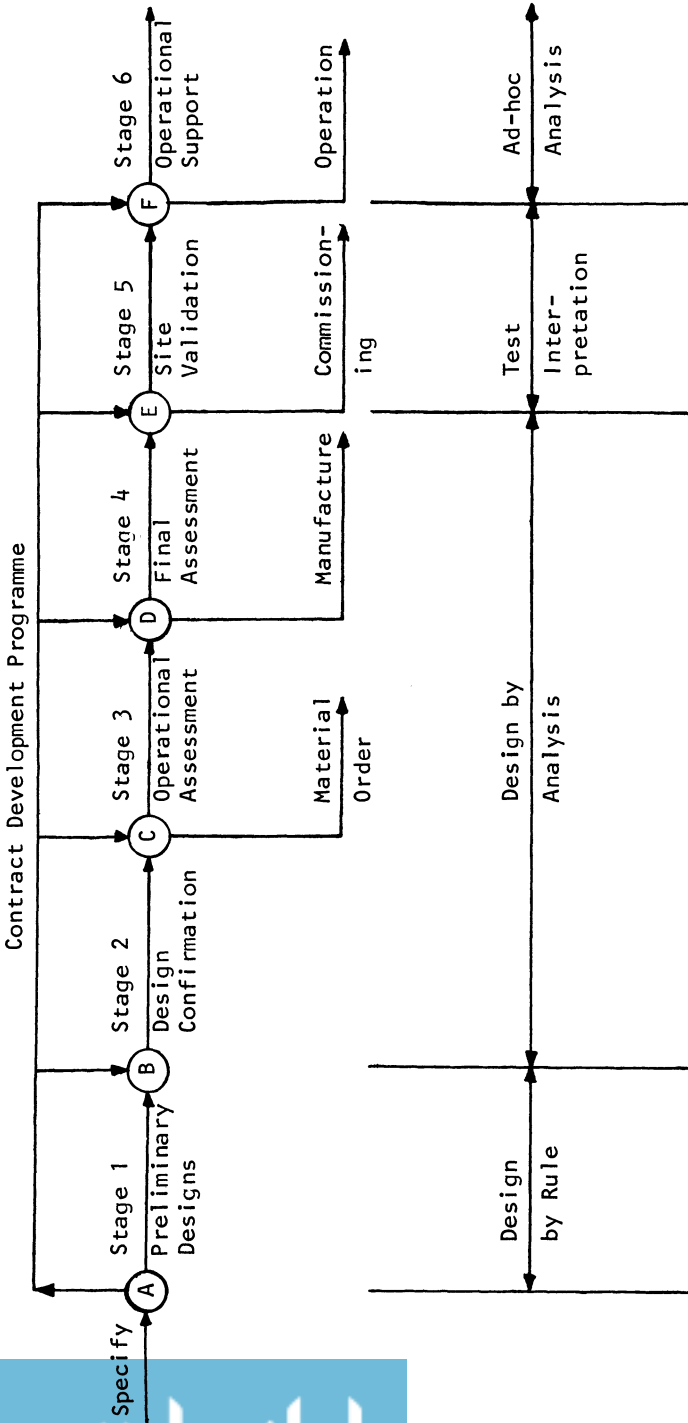 Contract Development Programme
Specify
Stage 1
Preliminary
Designs
Stage 2
Design
Confirmation
Stage 3
Operational
Assessment
Stage 4
Final
Assessment
Stage 5
Site
Validation
Stage 6
Operational
Support
A
B
C
D
E
F
Material
Order
Manufacture
Commission-
ing
Operation
Design
by Rule
Design by
Analysis
Test
Inter-
pretation
Ad-hoc
Analysis